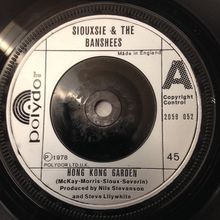 SIOUXSIE & THE
BANSHEES
Made in England
A
Copyright
Control
2059 052
polydor
HONG KONG GARDEN
℗ 1978
POLYDOR LTD. U.K.
(McKay-Morris-Sioux-Severin)
Produced by Nils Stevenson
and Steve Lilywhite
45